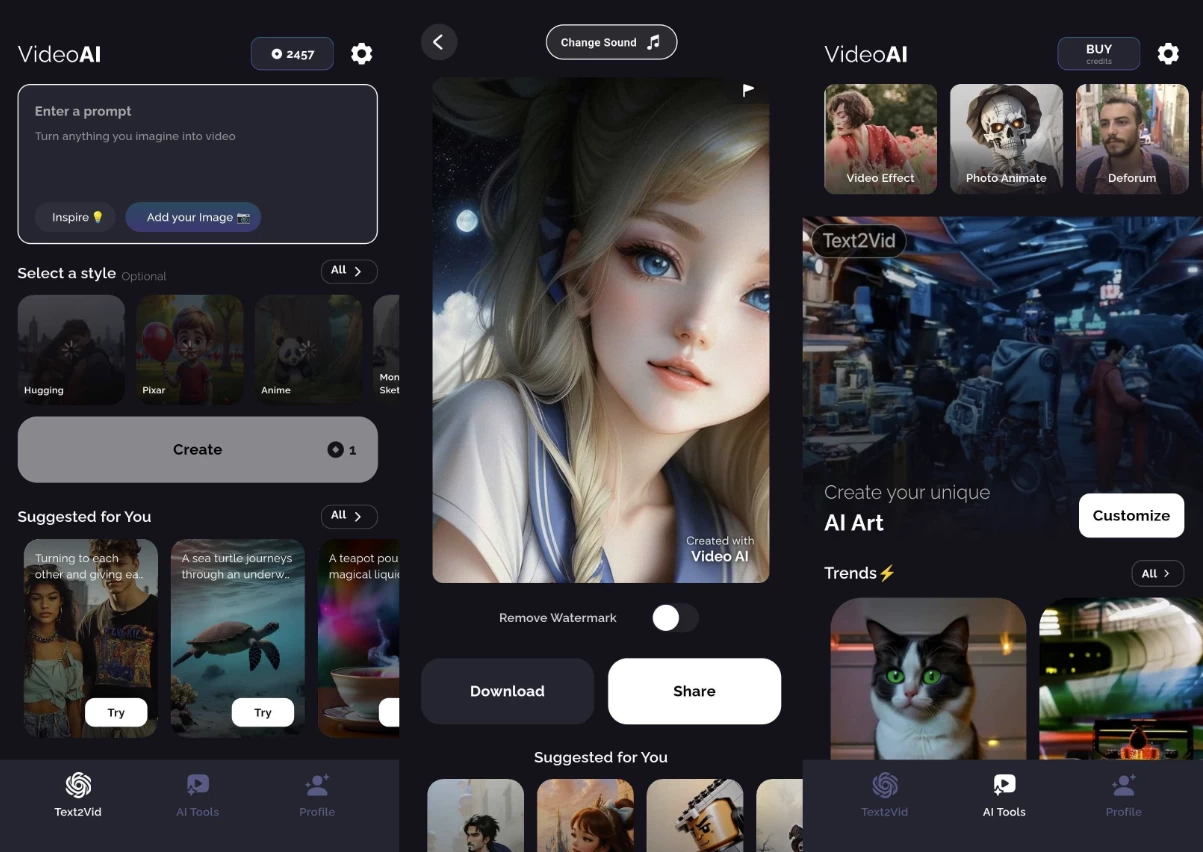 VideoAI
2457
Enter a prompt
Turn anything you imagine into video
Inspire 💡
Add your Image 📷
Select a style Optional
All >
Hugging
Pixar
Anime
Mon
Sket
Create
1
Suggested for You
All >
Turning to each
other and giving ea..
Try
A sea turtle journeys
through an underw..
Try
A teapot pou
magical liquid
Text2Vid
AI Tools
Profile
Change Sound
Created with
Video AI
Remove Watermark
Download
Share
Suggested for You
VideoAI
BUY
credits
Video Effect
Photo Animate
Deforum
Text2Vid
Create your unique
AI Art
Customize
Trends⚡
All >
Text2Vid
AI Tools
Profile